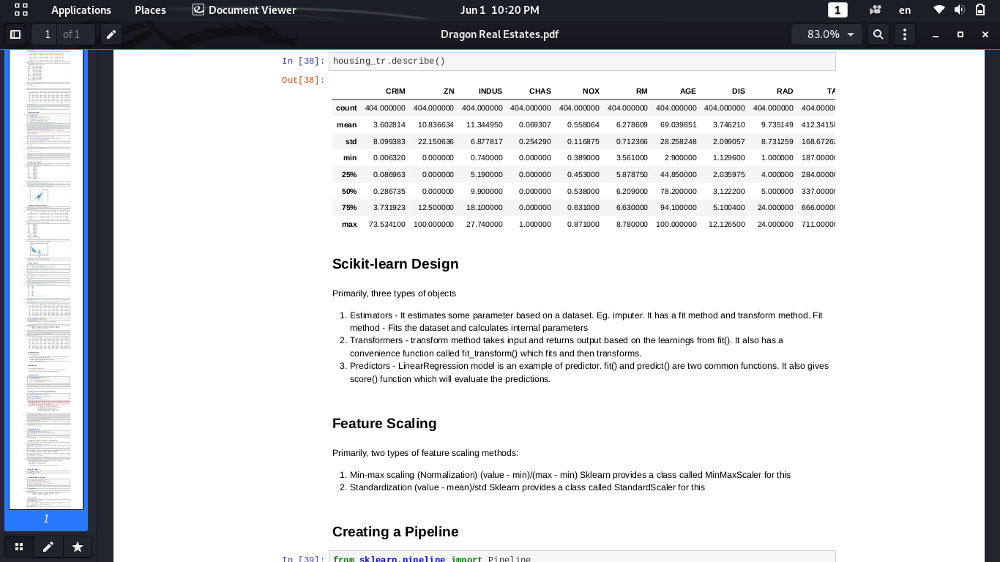 Applications Places Document Viewer Jun 1 10:20 PM 1 en
1 of 1 Dragon Real Estates.pdf 83.0%
In [38]: housing_tr.describe()
Out[38]:
CRIM ZN INDUS CHAS NOX RM AGE DIS RAD TA
count 404.000000 404.000000 404.000000 404.000000 404.000000 404.000000 404.000000 404.000000 404.000000 404.00000
mean 3.602814 10.836634 0.558064 6.278609 3.746210 9.735149 412.34158
std 8.099383 22.150636 0.116875 0.712366 2.099057 8.731259 168.67262
min 0.006320 0.000000 0.740000 0.000000 0.389000 3.561000 1.129600 1.000000 187.00000
25% 0.086963 0.000000 5.190000 0.000000 0.453000 5.878750 2.035975 4.000000 284.00000
50% 0.286735 0.000000 9.900000 0.000000 0.538000 6.209000 78.200000 3.122200 5.000000 337.00000
75% 3.731923 12.500000 18.100000 0.000000 0.631000 6.630000 94.100000 5.100400 24.000000 666.00000
max 73.534100 100.000000 27.740000 1.000000 0.871000 8.780000 100.000000 12.126500 24.000000 711.00000
Scikit-learn Design
Primarily, three types of objects
1. Estimators - It estimates some parameter based on a dataset. Eg. imputer. It has a fit method and transform method. Fit
method - Fits the dataset and calculates internal parameters
2. Transformers - transform method takes input and returns output based on the learnings from fit(). It also has a
convenience function called fit_transform() which fits and then transforms.
3. Predictors - LinearRegression model is an example of predictor. fit() and predict() are two common functions. It also gives
score() function which will evaluate the predictions.
Feature Scaling
Primarily, two types of feature scaling methods:
1. Min-max scaling (Normalization) (value - min)/(max - min) Sklearn provides a class called MinMaxScaler for this
2. Standardization (value - mean)/std Sklearn provides a class called StandardScaler for this
Creating a Pipeline
In [39]: from sklearn.pipeline import Pipeline
1